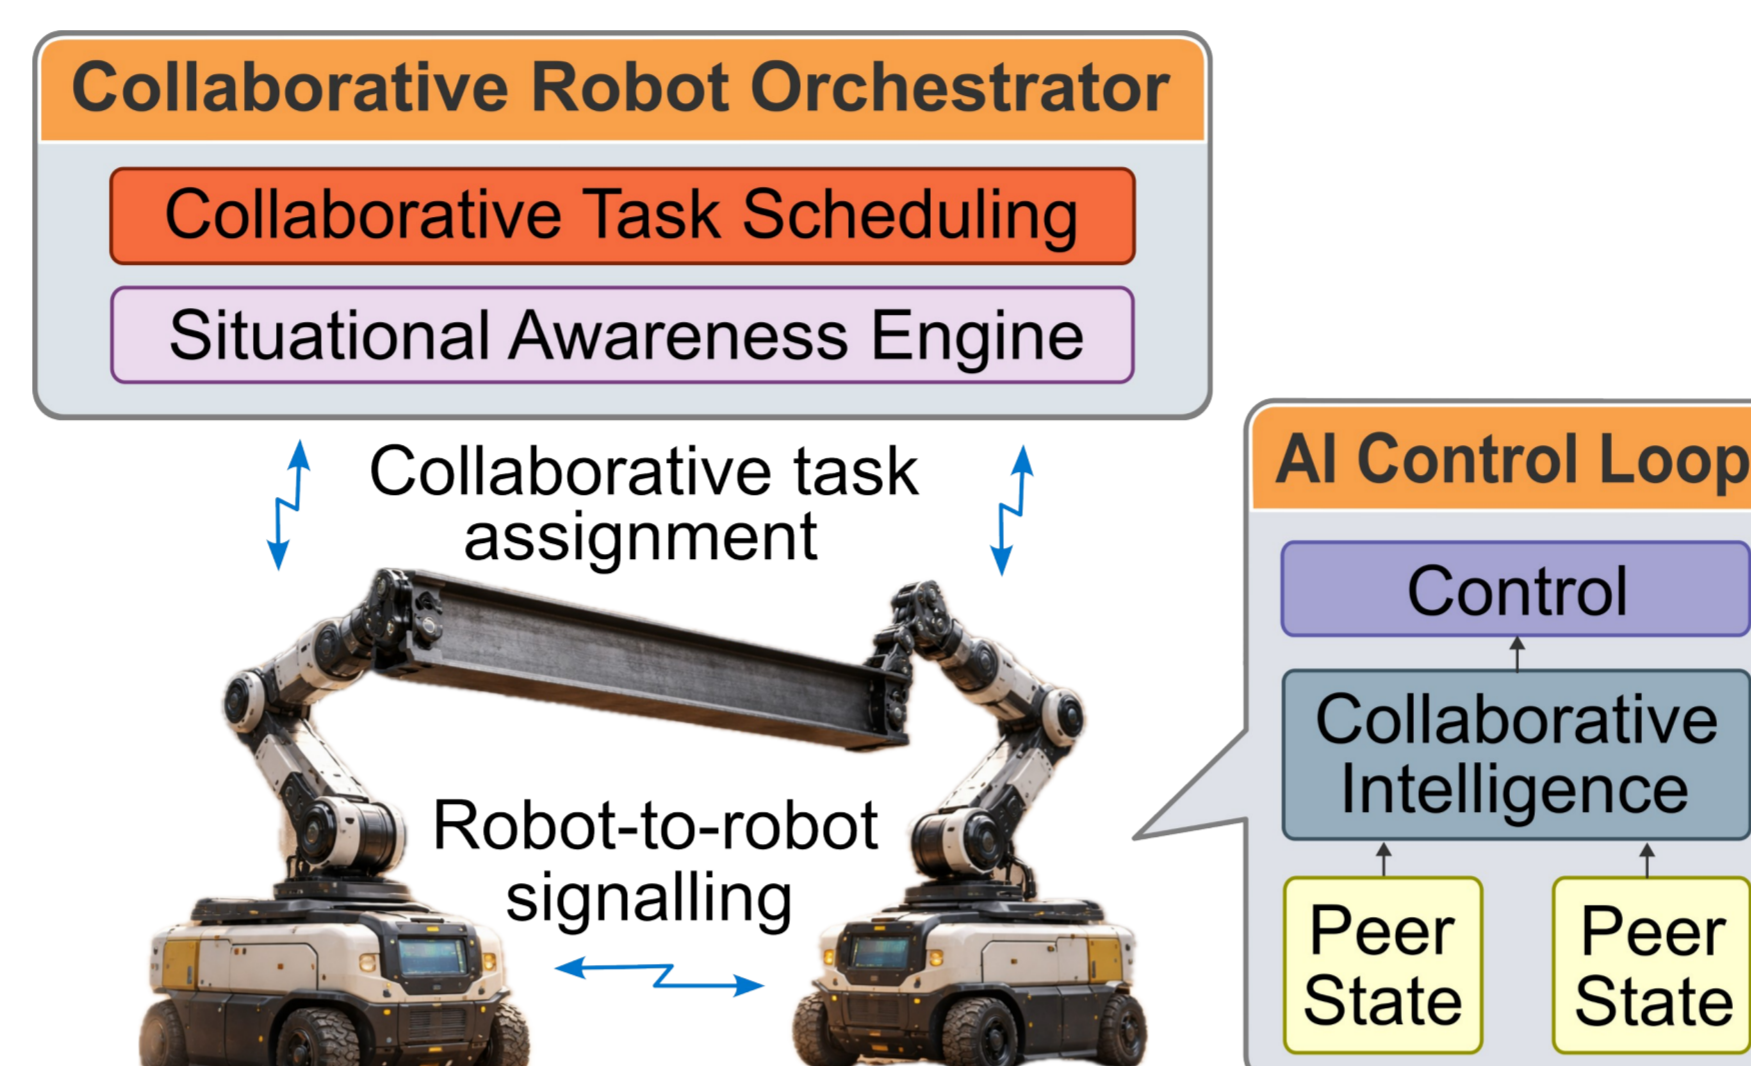 Collaborative Robot Orchestrator
Collaborative Task Scheduling
Situational Awareness Engine
Collaborative task
assignment
Robot-to-robot
signalling
AI Control Loop
Control
Collaborative
Intelligence
Peer
State
Peer
State